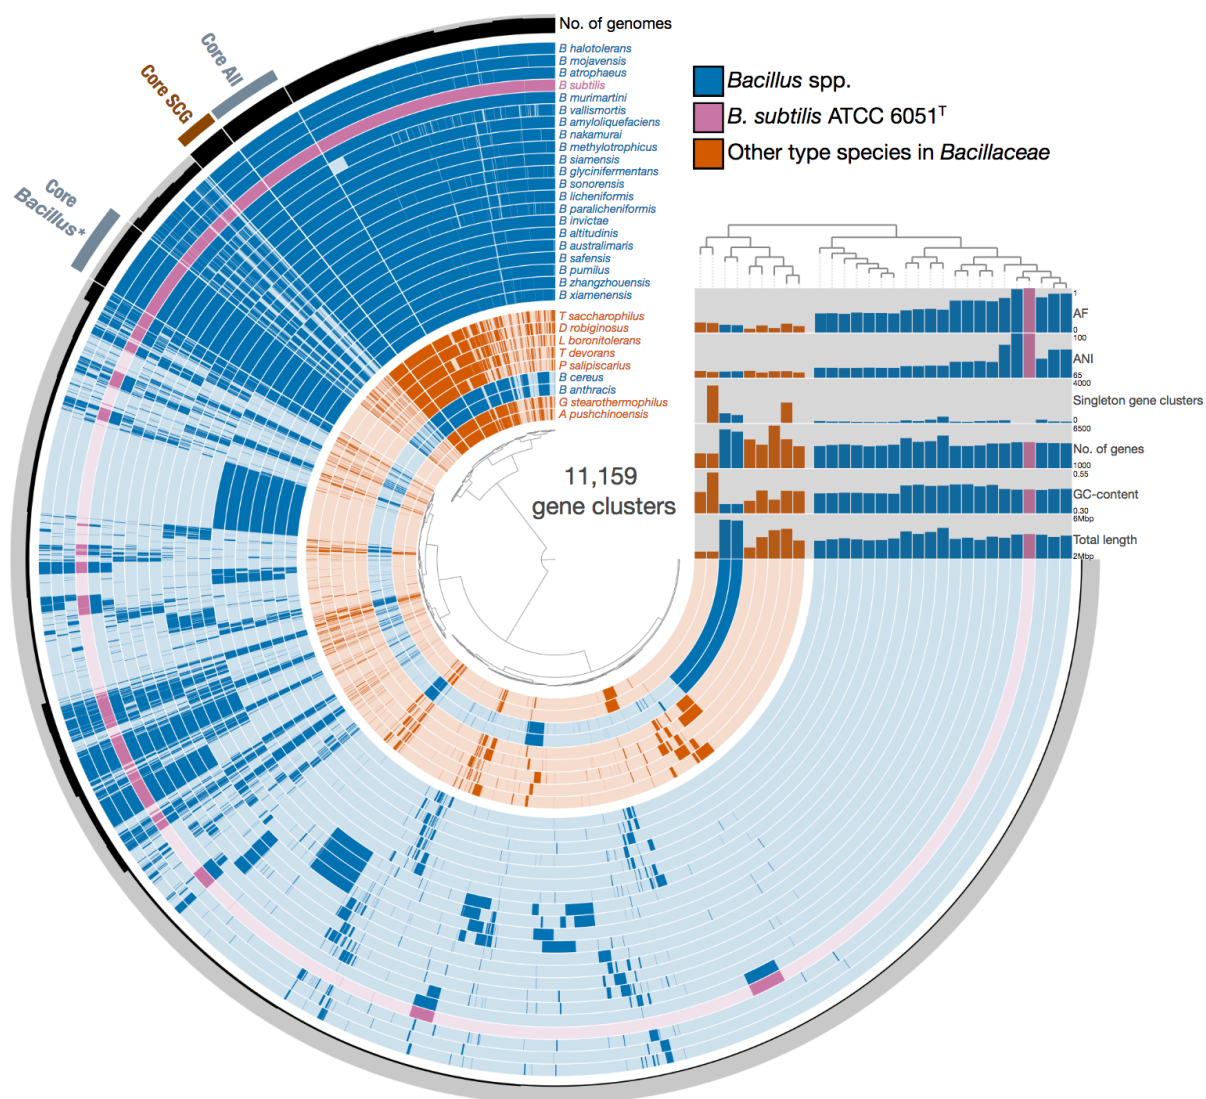 No. of genomes
B halotolerans
B mojavensis
B atrophaeus
B subtilis
B murimartini
B vallismortis
B amyloliquefaciens
B nakamurai
B methylotrophicus
B siamensis
B glycinifermentans
B sonorensis
B licheniformis
B paralicheniformis
B invictae
B altitudinis
B australimaris
B safensis
B pumilus
B zhangzhouensis
B xiamenensis
T saccharophilus
D robiginosus
L boronitolerans
T devorans
P salipiscarius
B cereus
B anthracis
G stearothermophilus
A pushchinoensis
Core All
Core SCG
Core
Bacillus*
Bacillus spp.
B. subtilis ATCC 6051ᵀ
Other type species in Bacillaceae
11,159
gene clusters
1
AF
0
100
ANI
65
4000
Singleton gene clusters
0
6500
No. of genes
1000
0.55
GC-content
0.30
6Mbp
Total length
2Mbp